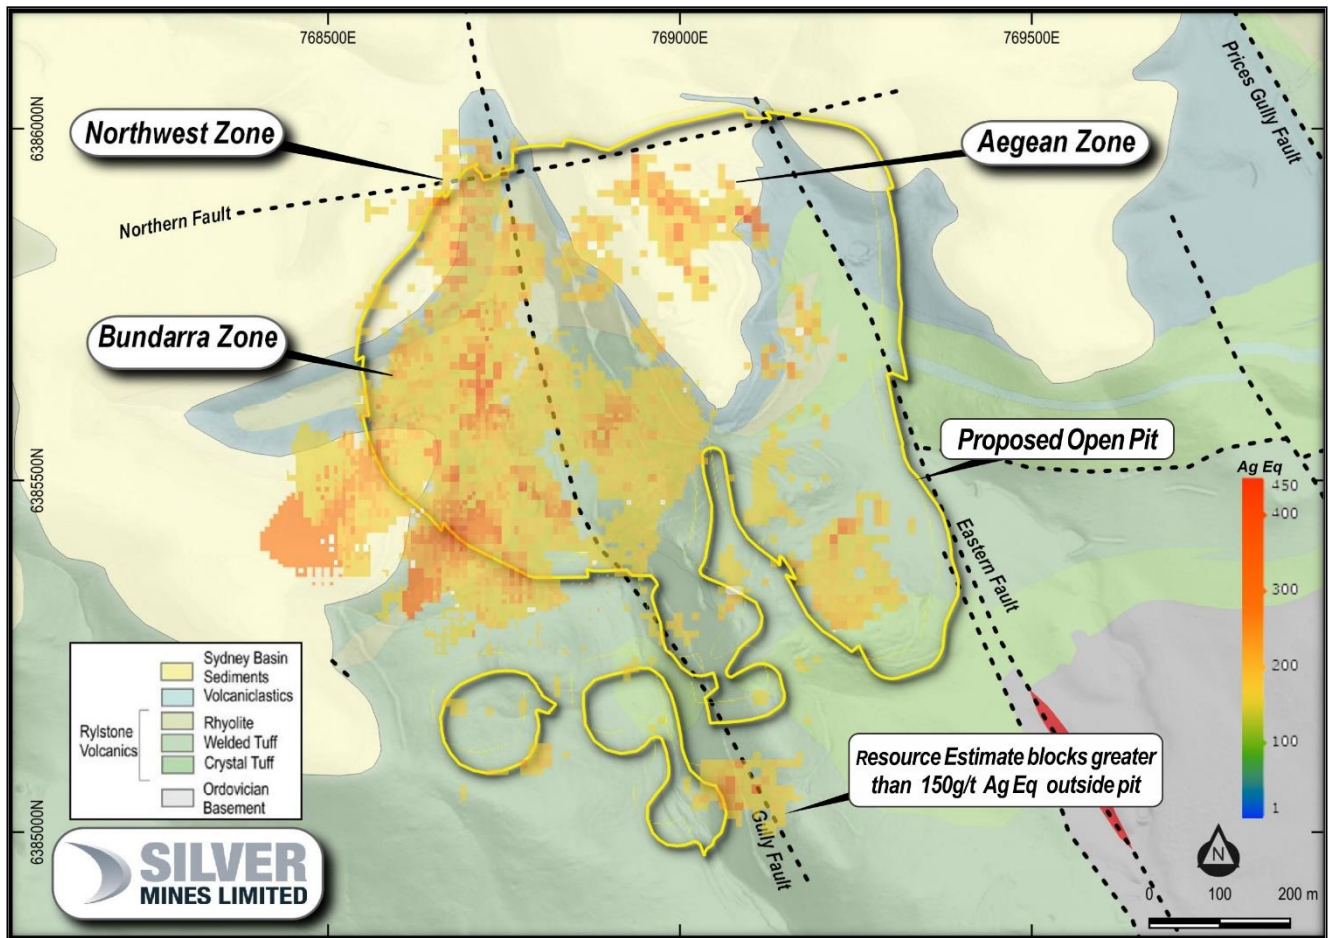 768500E
769000E
769500E
6386000N
6385500N
6385000N
Prices Gully Fault
Northwest Zone
Aegean Zone
Northern Fault
Bundarra Zone
Proposed Open Pit
Eastern Fault
Ag Eq
450
400
300
200
100
1
Sydney Basin
Sediments
Volcaniclastics
Rylstone
Volcanics
Rhyolite
Welded Tuff
Crystal Tuff
Ordovician
Basement
Resource Estimate blocks greater
than 150g/t Ag Eq outside pit
Gully Fault
SILVER
MINES LIMITED
N
0 100 200 m